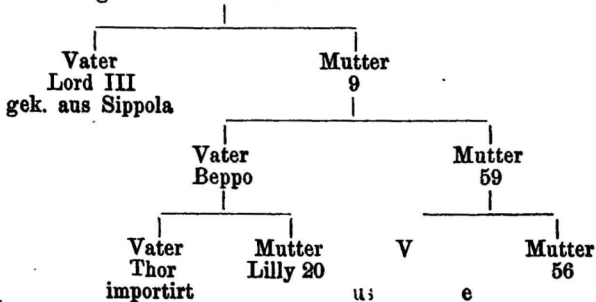 Vater Mutter
Lord III 9
gek. aus Sippola
Vater Mutter
Beppo 59
Vater Mutter V Mutter
Thor Lilly 20 56
importirt